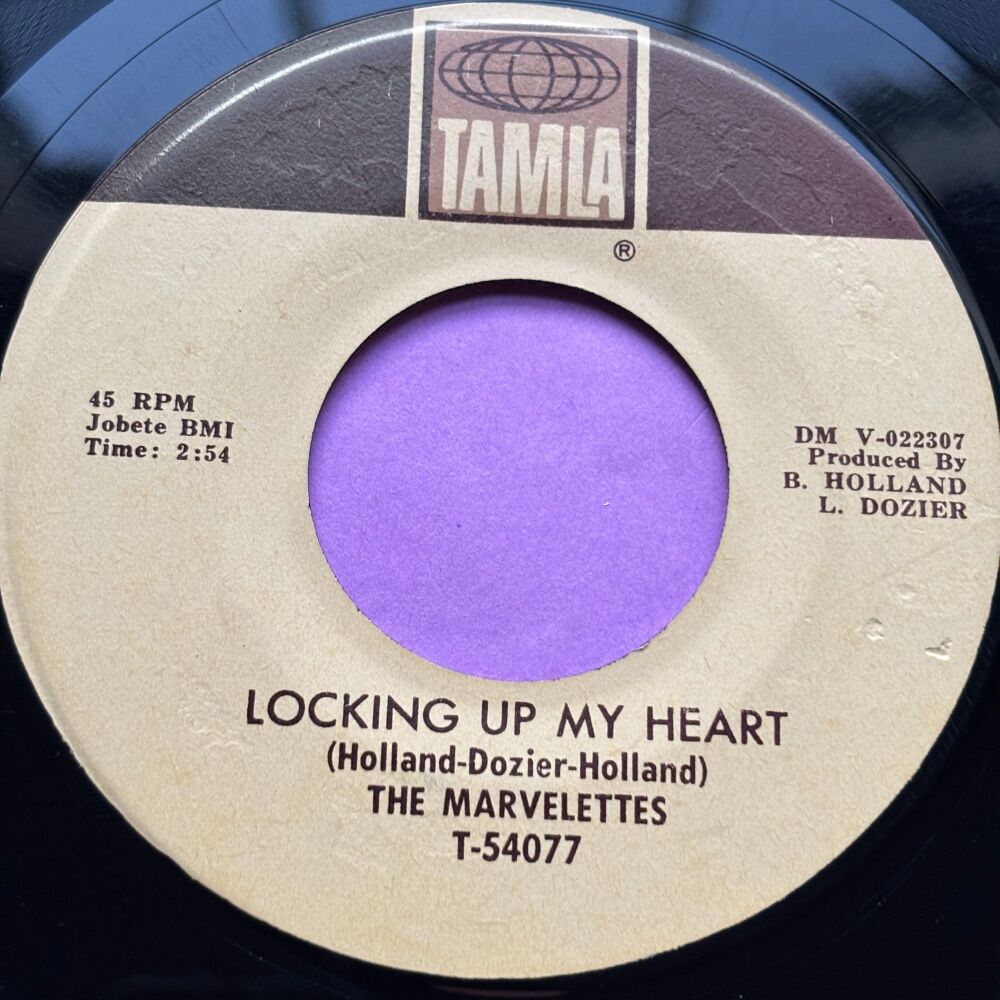 TAMLA
®
45 RPM
Jobete BMI
Time: 2:54
DM V-022307
Produced By
B. HOLLAND
L. DOZIER
LOCKING UP MY HEART
(Holland-Dozier-Holland)
THE MARVELETTES
T-54077